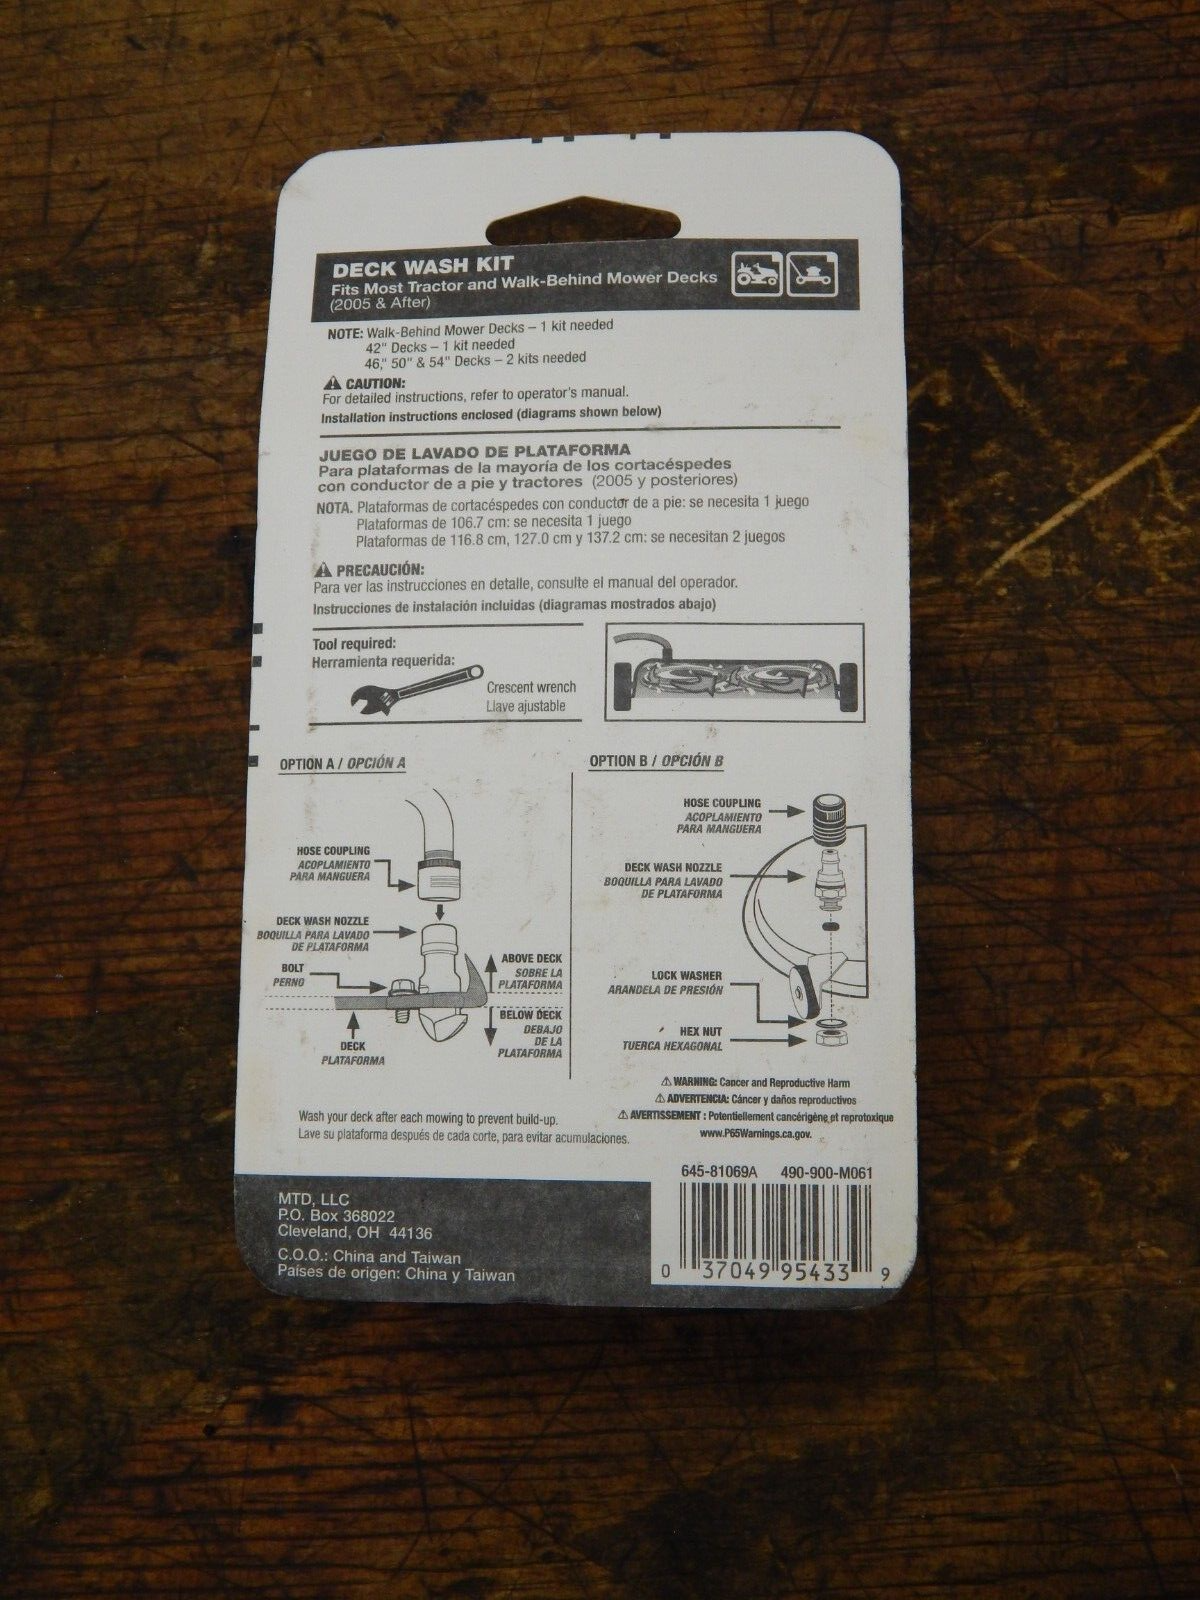 DECK WASH KIT
Fits Most Tractor and Walk-Behind Mower Decks
(2005 & After)
NOTE: Walk-Behind Mower Decks – 1 kit needed
42" Decks – 1 kit needed
46," 50" & 54" Decks – 2 kits needed
⚠ CAUTION:
For detailed instructions, refer to operator's manual.
Installation instructions enclosed (diagrams shown below)
JUEGO DE LAVADO DE PLATAFORMA
Para plataformas de la mayoría de los cortacéspedes
con conductor de a pie y tractores (2005 y posteriores)
NOTA. Plataformas de cortacéspedes con conductor de a pie: se necesita 1 juego
Plataformas de 106.7 cm: se necesita 1 juego
Plataformas de 116.8 cm, 127.0 cm y 137.2 cm: se necesitan 2 juegos
⚠ PRECAUCIÓN:
Para ver las instrucciones en detalle, consulte el manual del operador.
Instrucciones de instalación incluidas (diagramas mostrados abajo)
Tool required:
Herramienta requerida:
Crescent wrench
Llave ajustable
OPTION A / OPCIÓN A
HOSE COUPLING
ACOPLAMIENTO
PARA MANGUERA
DECK WASH NOZZLE
BOQUILLA PARA LAVADO
DE PLATAFORMA
BOLT
PERNO
ABOVE DECK
SOBRE LA
PLATAFORMA
BELOW DECK
DEBAJO
DE LA
PLATAFORMA
DECK
PLATAFORMA
OPTION B / OPCIÓN B
HOSE COUPLING
ACOPLAMIENTO
PARA MANGUERA
DECK WASH NOZZLE
BOQUILLA PARA LAVADO
DE PLATAFORMA
LOCK WASHER
ARANDELA DE PRESIÓN
HEX NUT
TUERCA HEXAGONAL
⚠ WARNING: Cancer and Reproductive Harm
⚠ ADVERTENCIA: Cáncer y daños reproductivos
⚠ AVERTISSEMENT : Potentiellement cancérigène et reprotoxique
www.P65Warnings.ca.gov.
Wash your deck after each mowing to prevent build-up.
Lave su plataforma después de cada corte, para evitar acumulaciones.
645-81069A 490-900-M061
MTD, LLC
P.O. Box 368022
Cleveland, OH 44136
C.O.O.: China and Taiwan
Países de origen: China y Taiwan
0 37049 95433 9